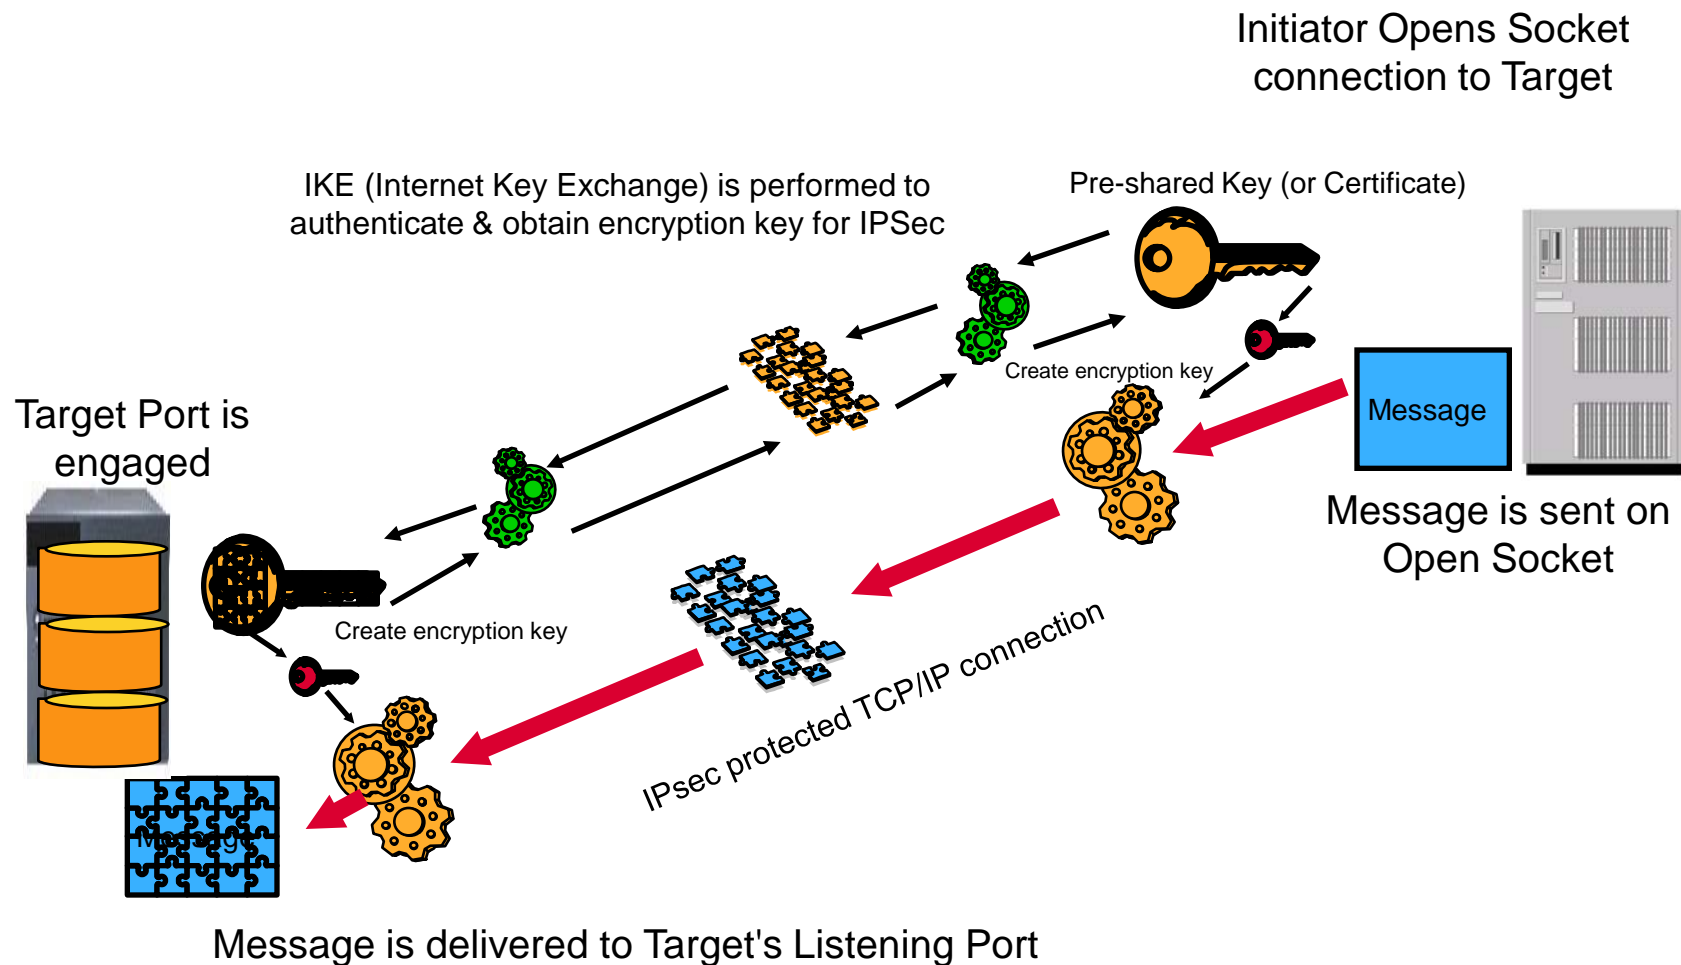 Initiator Opens Socket
connection to Target
IKE (Internet Key Exchange) is performed to
authenticate & obtain encryption key for IPSec
Pre-shared Key (or Certificate)
Create encryption key
Message
Target Port is
engaged
Message is sent on
Open Socket
Create encryption key
IPsec protected TCP/IP connection
Message
Message is delivered to Target's Listening Port